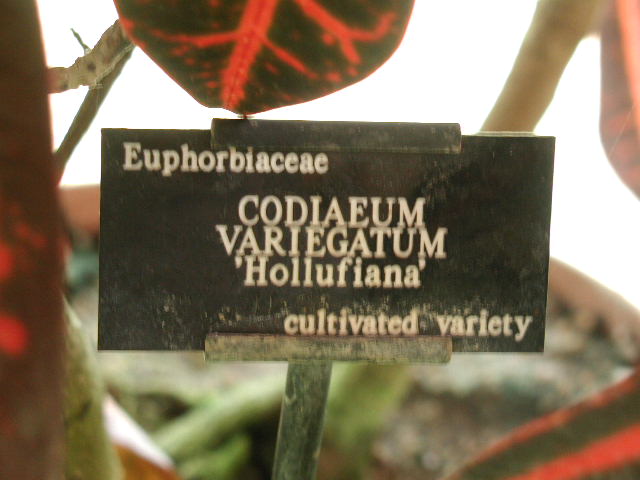 Euphorbiaceae
CODIAEUM
VARIEGATUM
'Hollufiana'
cultivated variety